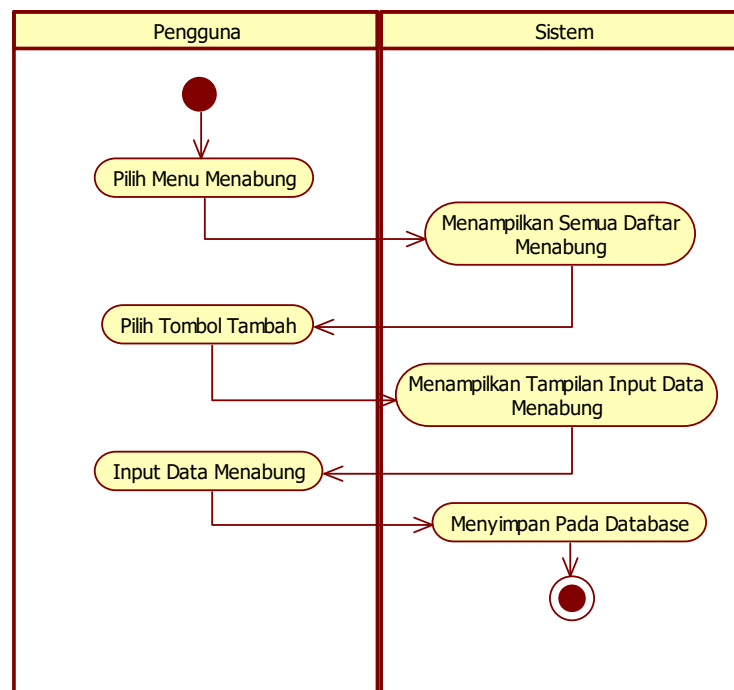 Pengguna
Sistem
Pilih Menu Menabung
Menampilkan Semua Daftar
Menabung
Pilih Tombol Tambah
Menampilkan Tampilan Input Data
Menabung
Input Data Menabung
Menyimpan Pada Database